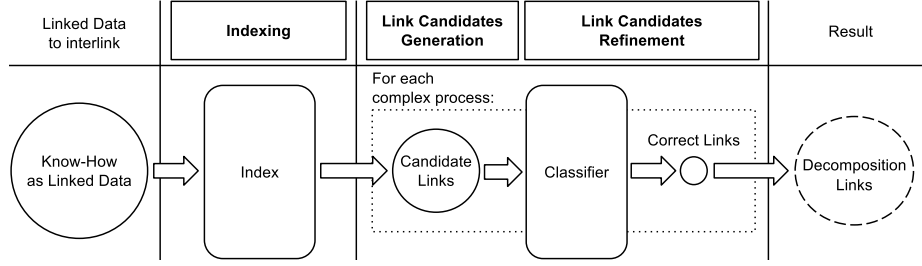 Linked Data
to interlink
Indexing
Link Candidates
Generation
Link Candidates
Refinement
Result
For each
complex process:
Know-How
as Linked Data
Index
Candidate
Links
Classifier
Correct Links
Decomposition
Links